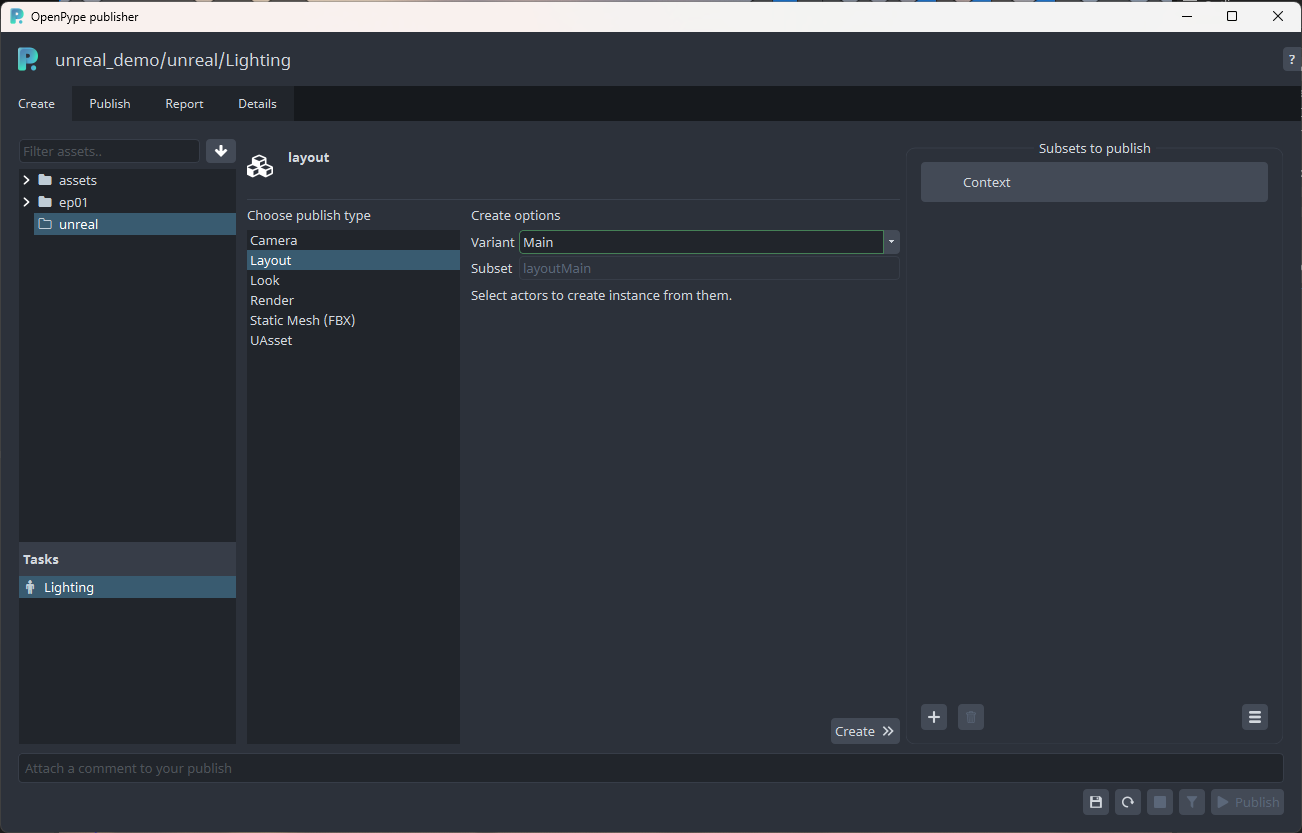 OpenPype publisher
unreal_demo/unreal/Lighting
?
Create
Publish
Report
Details
Filter assets..
assets
ep01
unreal
Tasks
Lighting
layout
Choose publish type
Camera
Layout
Look
Render
Static Mesh (FBX)
UAsset
Create options
Variant Main
Subset layoutMain
Select actors to create instance from them.
Create
Subsets to publish
Context
Attach a comment to your publish
Publish